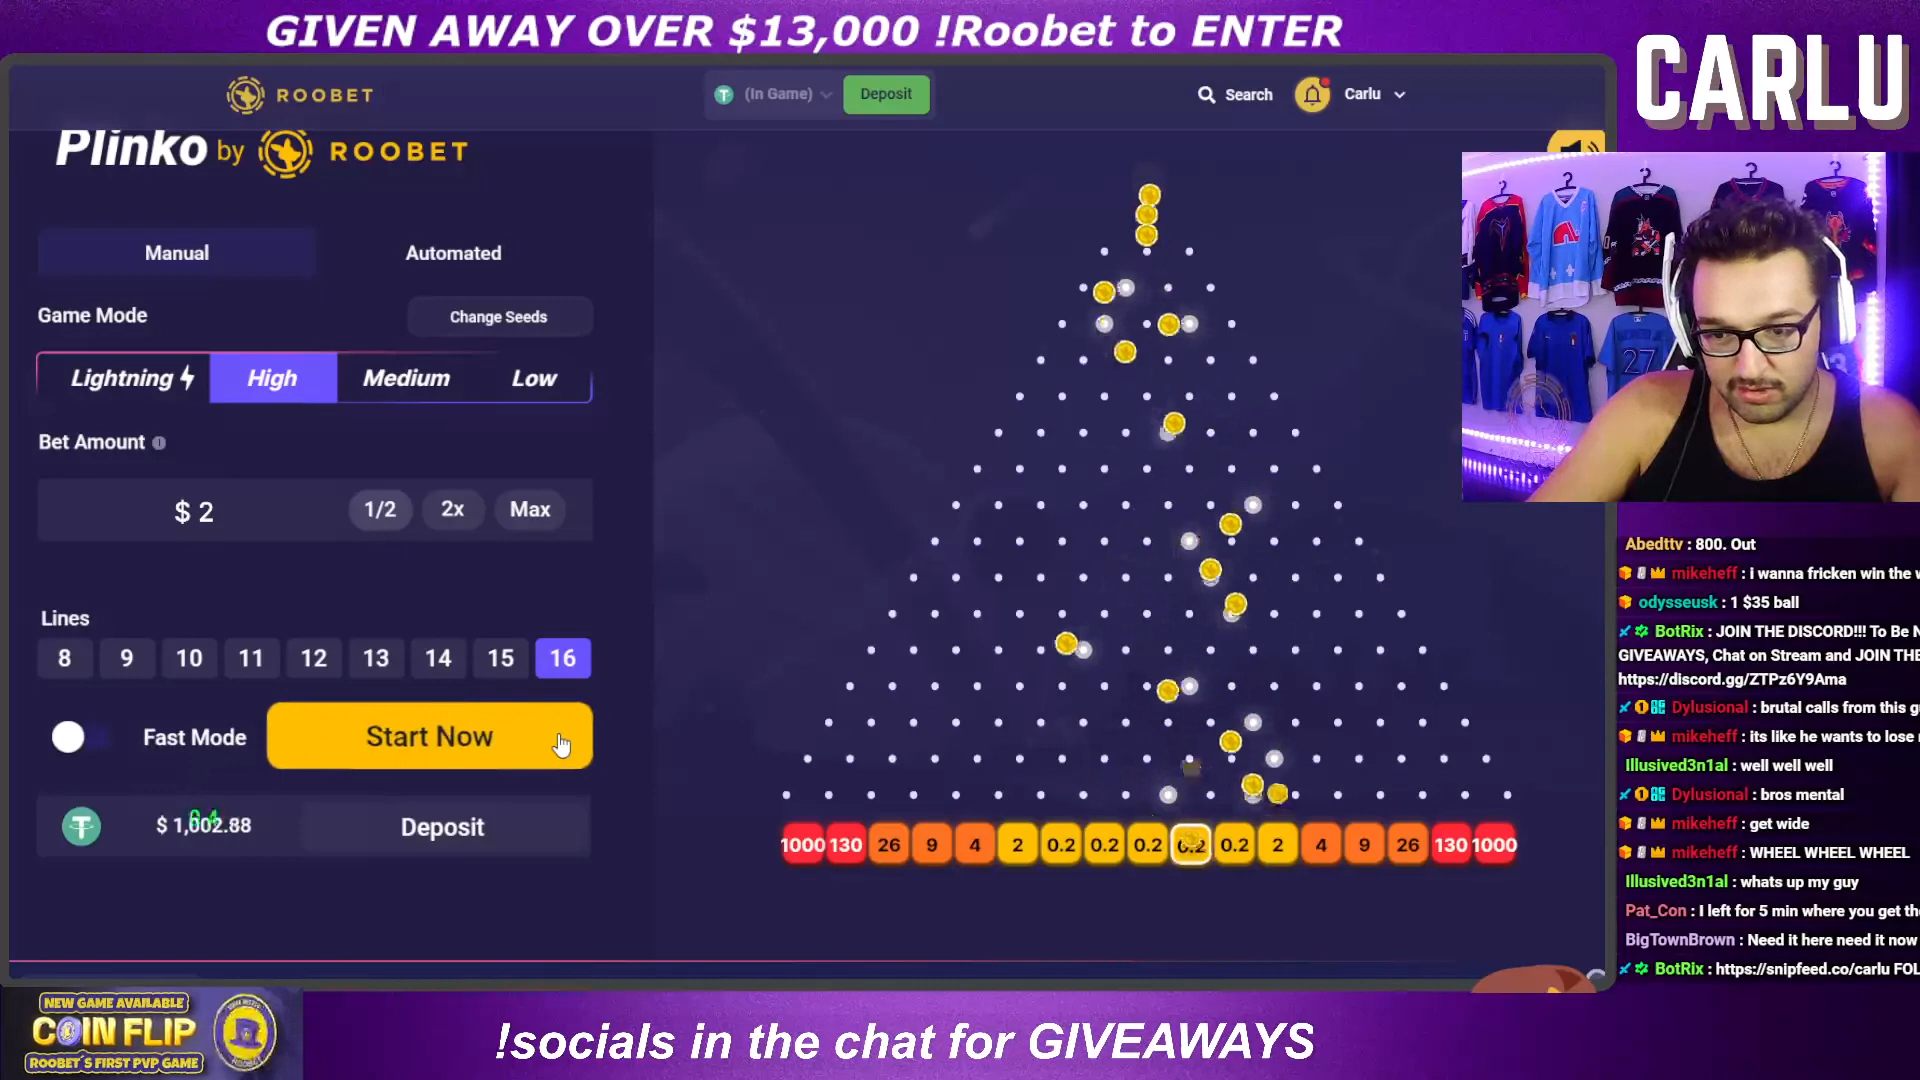 GIVEN AWAY OVER $13,000 !Roobet to ENTER
CARLU
ROOBET
(In Game)
Deposit
Search
Carlu
Plinko by ROOBET
Manual
Automated
Game Mode
Change Seeds
Lightning
High
Medium
Low
Bet Amount
$ 2
1/2
2x
Max
Lines
8 9 10 11 12 13 14 15 16
Fast Mode
Start Now
$ 1,002.88
Deposit
1000 130 26 9 4 2 0.2 0.2 0.2 0.2 0.2 2 4 9 26 130 1000
27
Abedttv : 800. Out
mikeheff : i wanna fricken win the
odysseusk : 1 $35 ball
BotRix : JOIN THE DISCORD!!! To Be
GIVEAWAYS, Chat on Stream and JOIN THE
https://discord.gg/ZTPz6Y9Ama
Dylusional : brutal calls from this
mikeheff : its like he wants to lose
Illusived3n1al : well well well
Dylusional : bros mental
mikeheff : get wide
mikeheff : WHEEL WHEEL WHEEL
Illusived3n1al : whats up my guy
Pat_Con : I left for 5 min where you get
BigTownBrown : Need it here need it now
BotRix : https://snipfeed.co/carlu
NEW GAME AVAILABLE
COIN FLIP
ROOBET'S FIRST PVP GAME
!socials in the chat for GIVEAWAYS